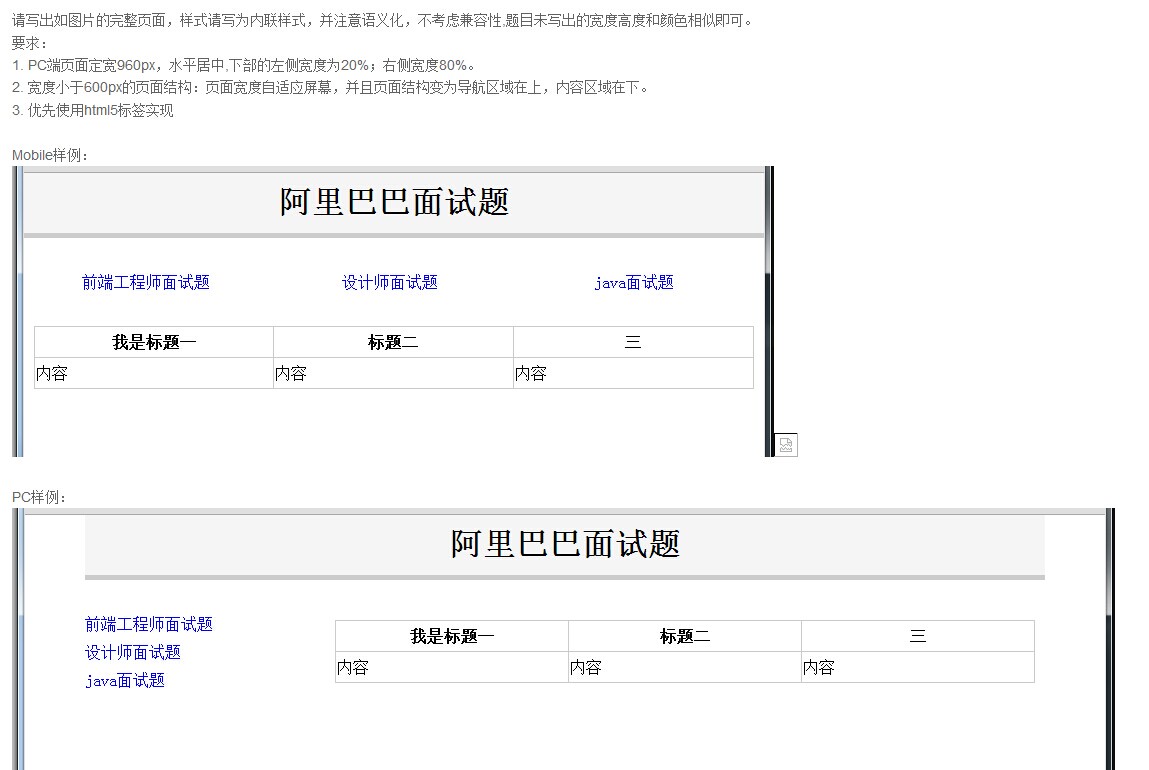 请写出如图片的完整页面，样式请写为内联样式，并注意语义化，不考虑兼容性,题目未写出的宽度高度和颜色相似即可。
要求：
1. PC端页面定宽960px，水平居中,下部的左侧宽度为20%；右侧宽度80%。
2. 宽度小于600px的页面结构：页面宽度自适应屏幕，并且页面结构变为导航区域在上，内容区域在下。
3. 优先使用html5标签实现
Mobile样例：
阿里巴巴面试题
前端工程师面试题 设计师面试题 java面试题
我是标题一 标题二 三
内容 内容 内容
PC样例：
阿里巴巴面试题
前端工程师面试题
设计师面试题
java面试题
我是标题一 标题二 三
内容 内容 内容